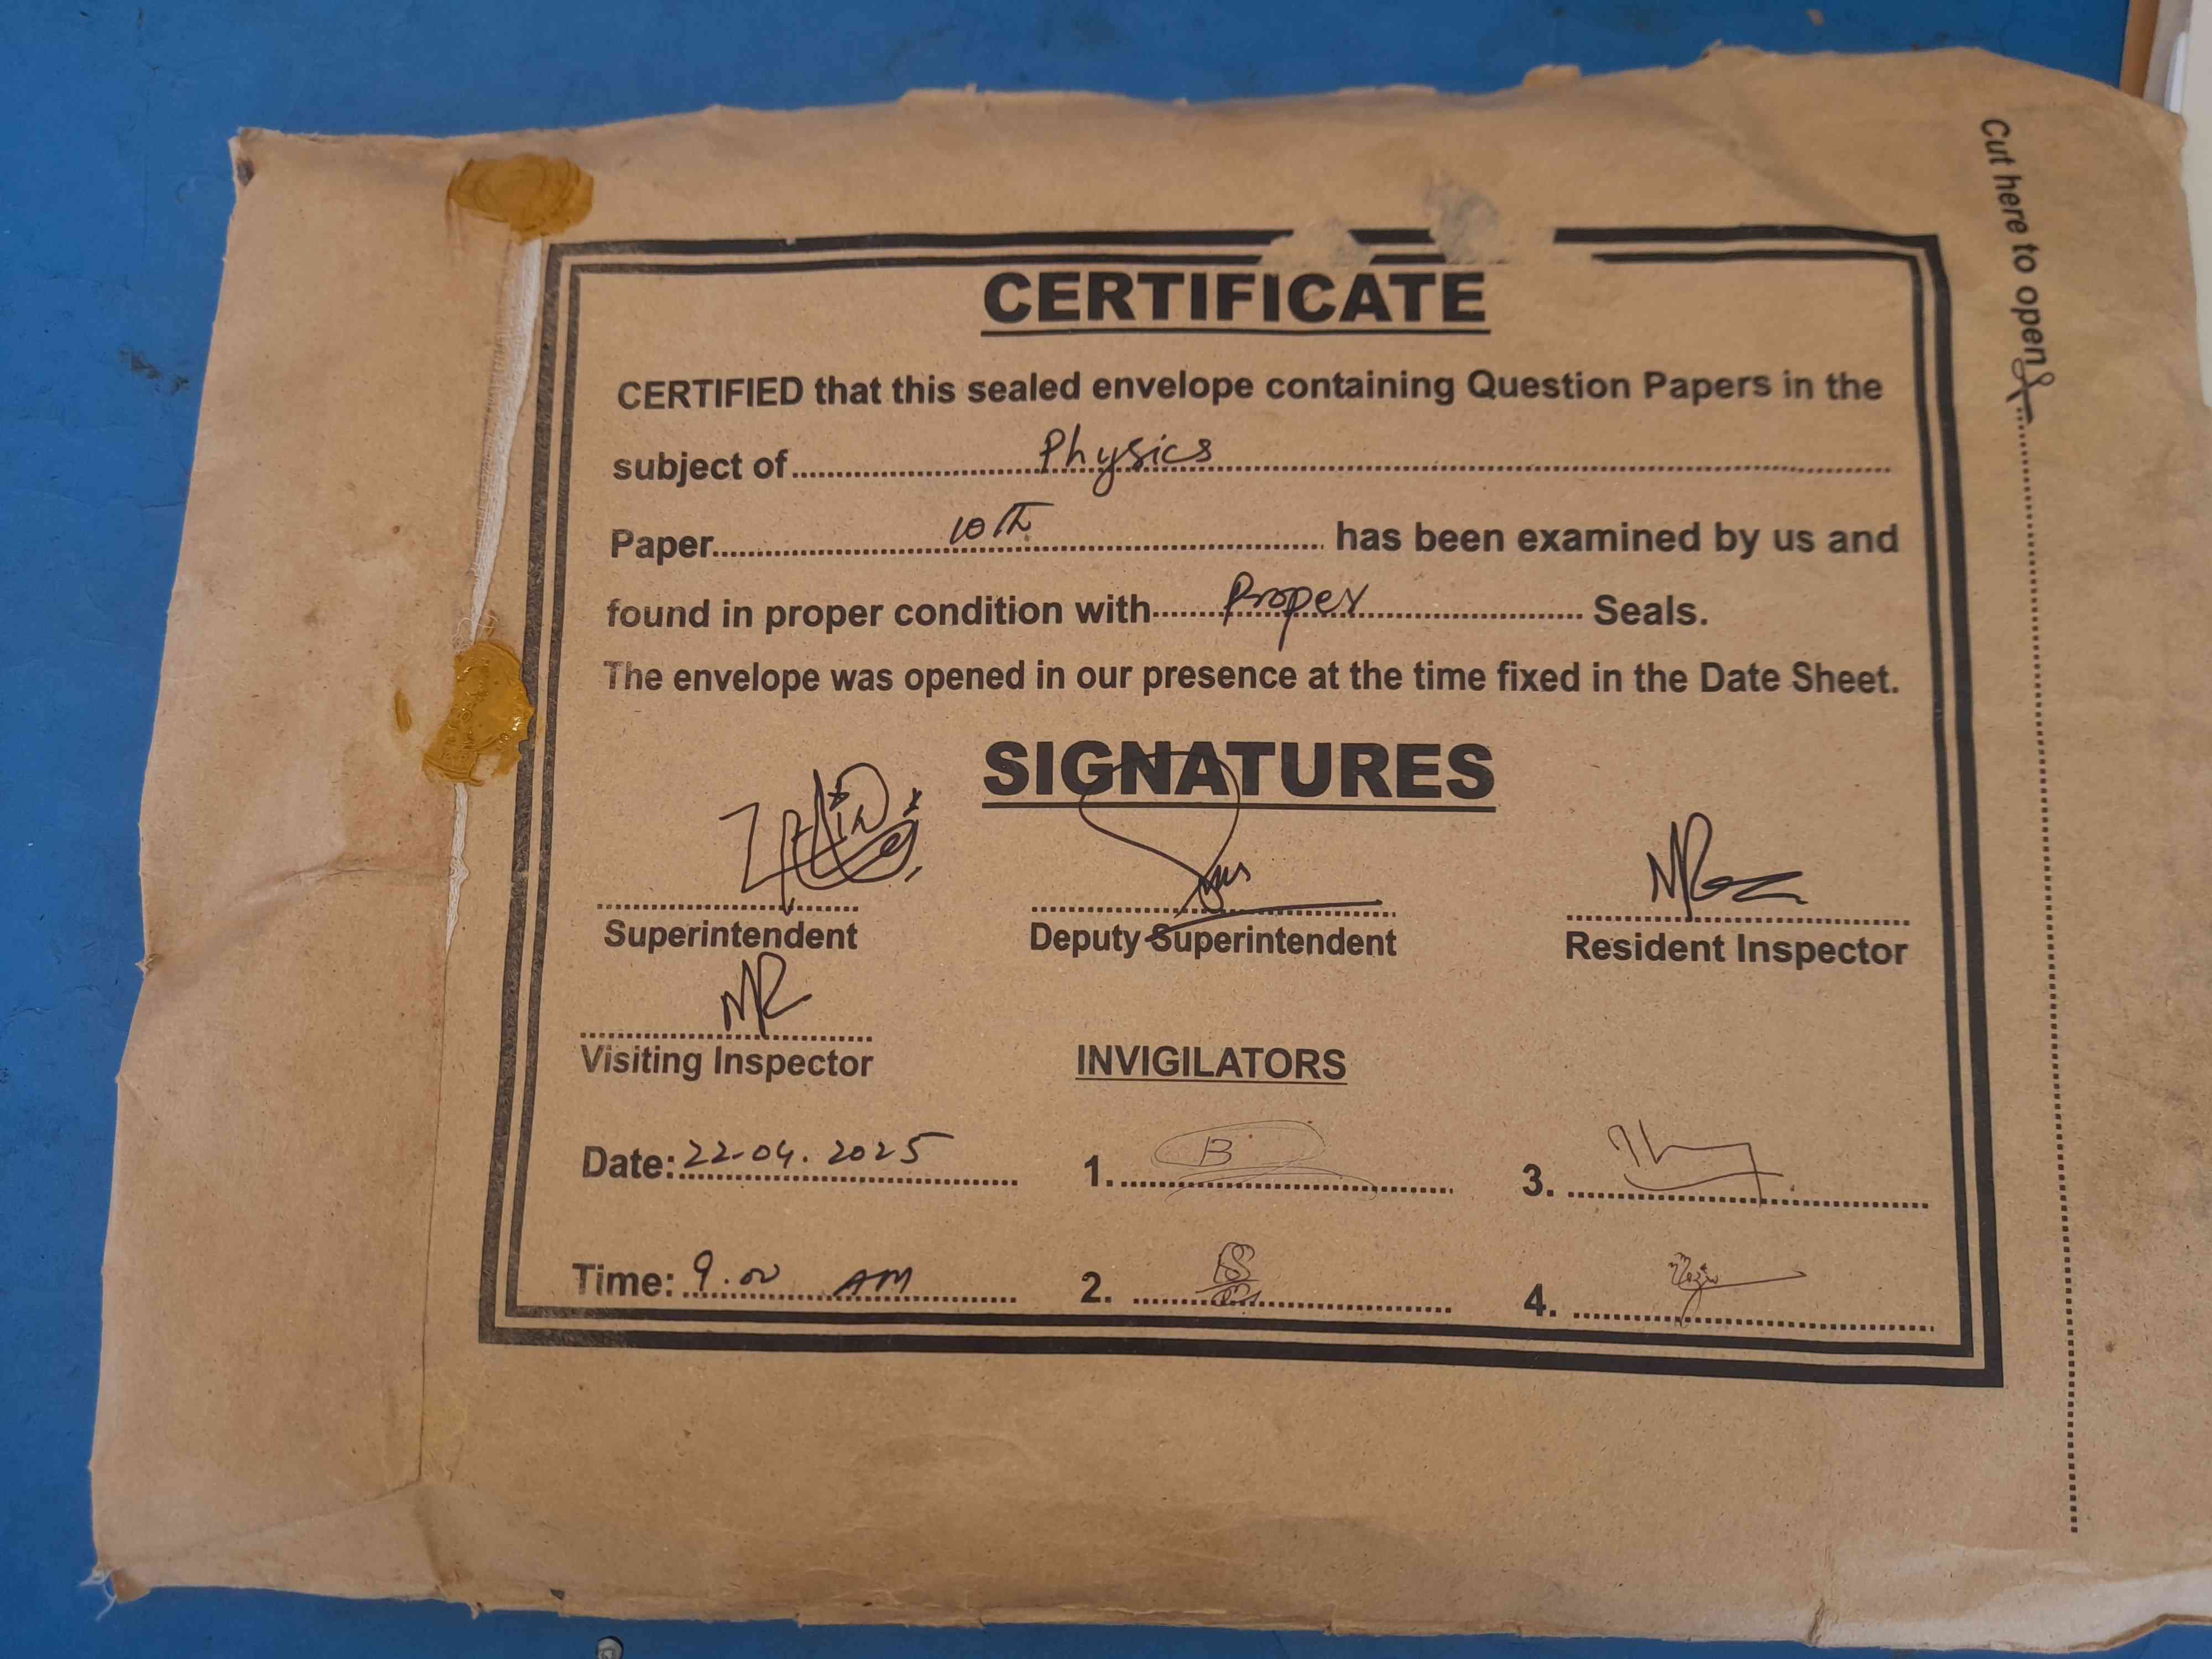 Cut here to open
CERTIFICATE
CERTIFIED that this sealed envelope containing Question Papers in the
subject of Physics
Paper 10th has been examined by us and
found in proper condition with Proper Seals.
The envelope was opened in our presence at the time fixed in the Date Sheet.
SIGNATURES
Superintendent Deputy Superintendent Resident Inspector
Visiting Inspector INVIGILATORS
Date: 22-04.2025 1. B 3.
Time: 9.00 AM 2. 4.